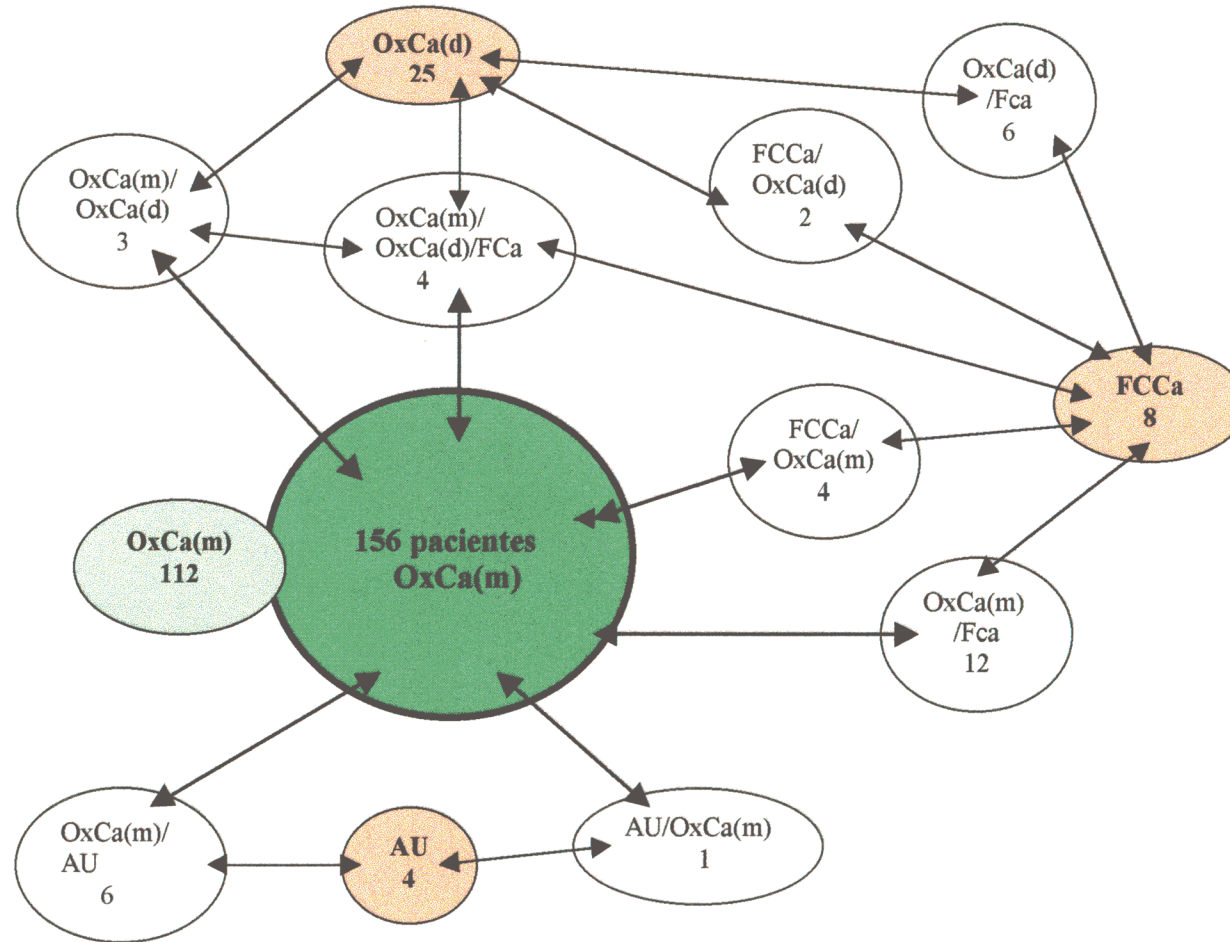 OxCa(d)
25
OxCa(d)
/Fca
6
FCCa/
OxCa(d)
2
OxCa(m)/
OxCa(d)
3
OxCa(m)/
OxCa(d)/FCa
4
FCCa
8
FCCa/
OxCa(m)
4
OxCa(m)
112
156 pacientes
OxCa(m)
OxCa(m)
/Fca
12
OxCa(m)/
AU
6
AU
4
AU/OxCa(m)
1